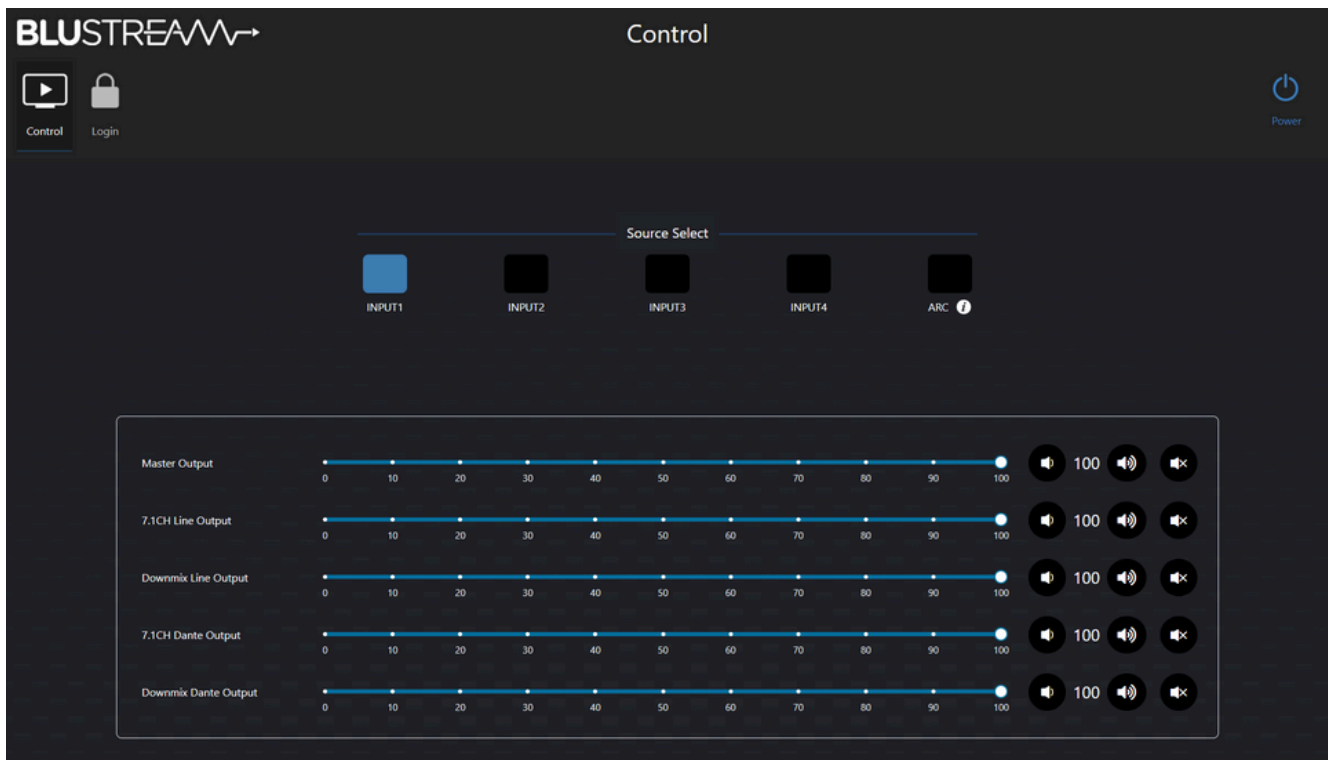 BLUSTREAM
Control
Control
Login
Power
Source Select
INPUT1 INPUT2 INPUT3 INPUT4 ARC i
Master Output 100
0 10 20 30 40 50 60 70 80 90 100
7.1CH Line Output 100
0 10 20 30 40 50 60 70 80 90 100
Downmix Line Output 100
0 10 20 30 40 50 60 70 80 90 100
7.1CH Dante Output 100
0 10 20 30 40 50 60 70 80 90 100
Downmix Dante Output 100
0 10 20 30 40 50 60 70 80 90 100